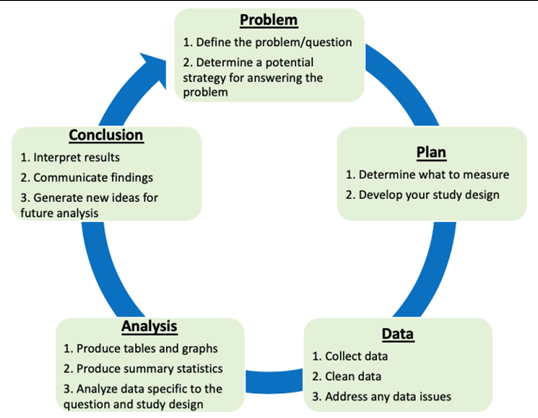 Problem
1. Define the problem/question
2. Determine a potential
strategy for answering the
problem
Plan
1. Determine what to measure
2. Develop your study design
Data
1. Collect data
2. Clean data
3. Address any data issues
Analysis
1. Produce tables and graphs
2. Produce summary statistics
3. Analyze data specific to the
question and study design
Conclusion
1. Interpret results
2. Communicate findings
3. Generate new ideas for
future analysis